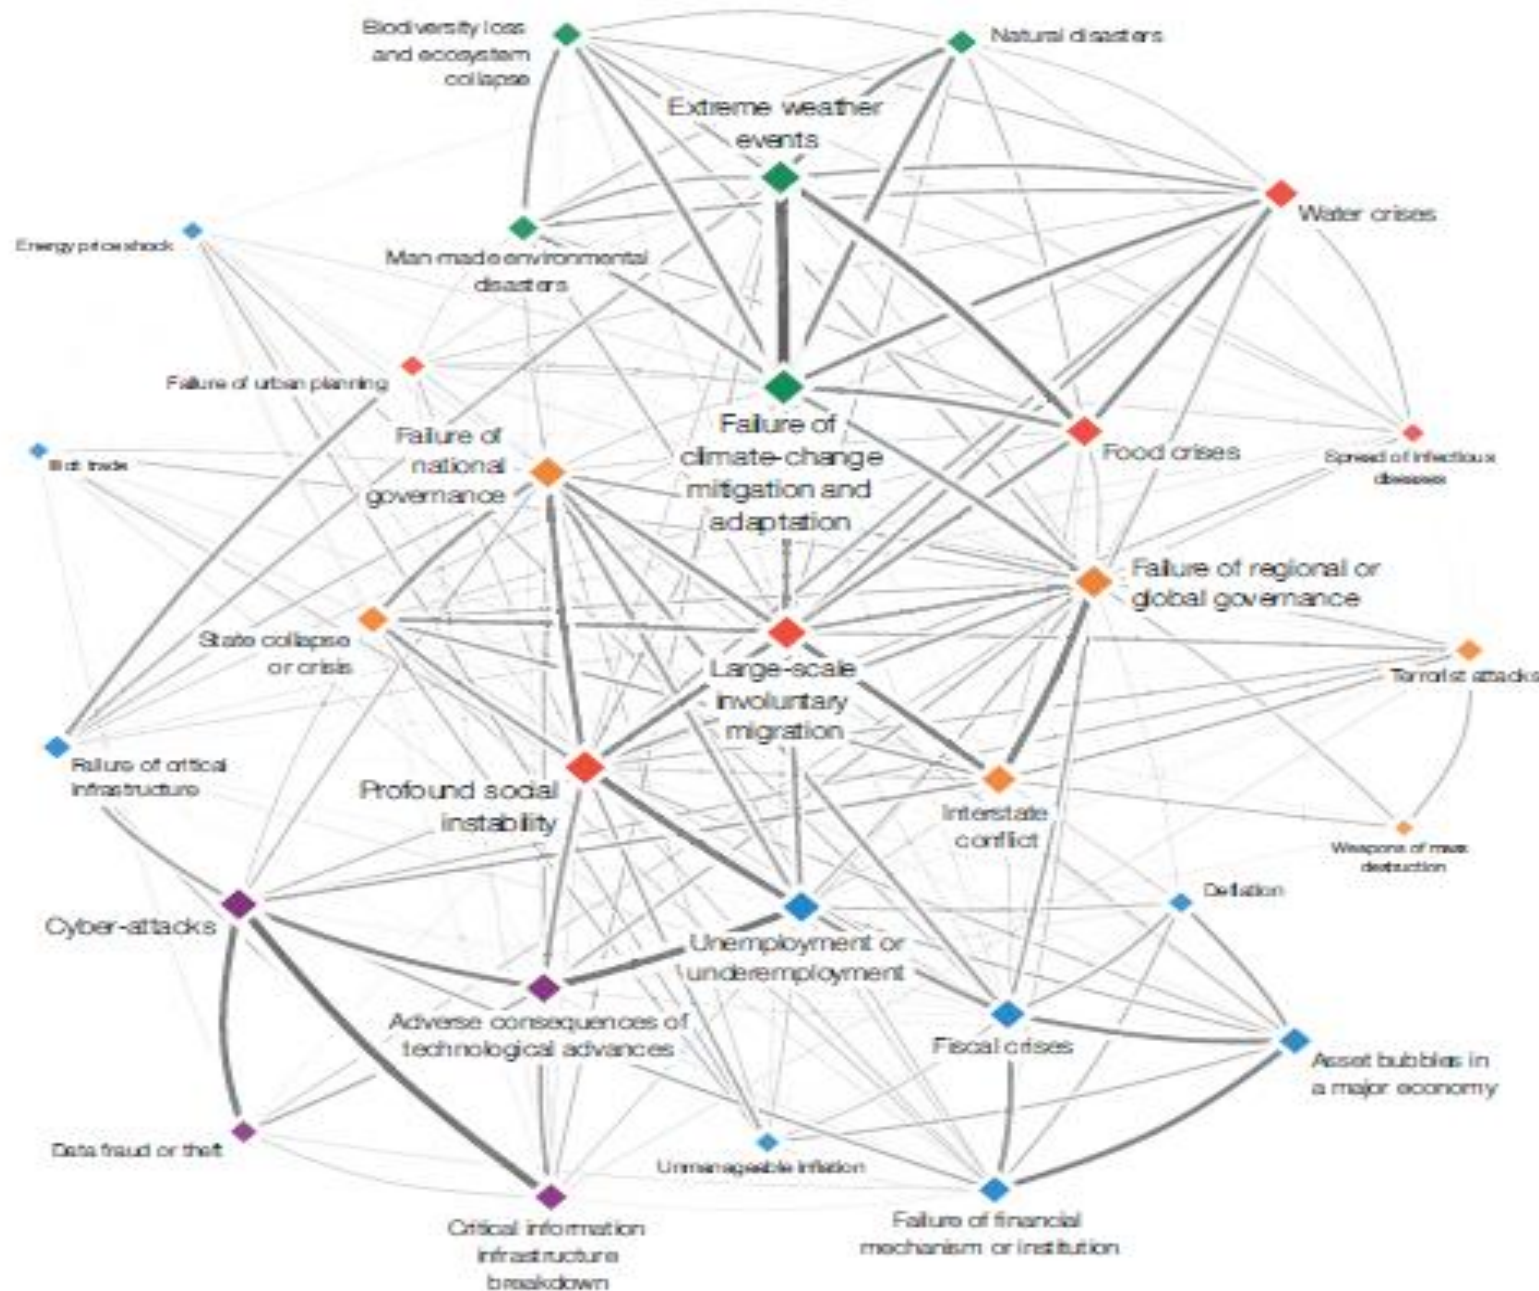 Biodiversity loss
and ecosystem
collapse
Natural disasters
Extreme weather
events
Water crises
Energy price shock
Man-made environmental
disasters
Failure of urban planning
Failure of
national
governance
Failure of
climate-change
mitigation and
adaptation
Food crises
Spread of infectious
diseases
Illicit trade
Failure of regional or
global governance
State collapse
or crisis
Large-scale
involuntary
migration
Terrorist attacks
Failure of critical
infrastructure
Profound social
instability
Interstate
conflict
Weapons of mass
destruction
Deflation
Cyber-attacks
Unemployment or
underemployment
Adverse consequences of
technological advances
Fiscal crises
Asset bubbles in
a major economy
Data fraud or theft
Unmanageable inflation
Critical information
infrastructure
breakdown
Failure of financial
mechanism or institution